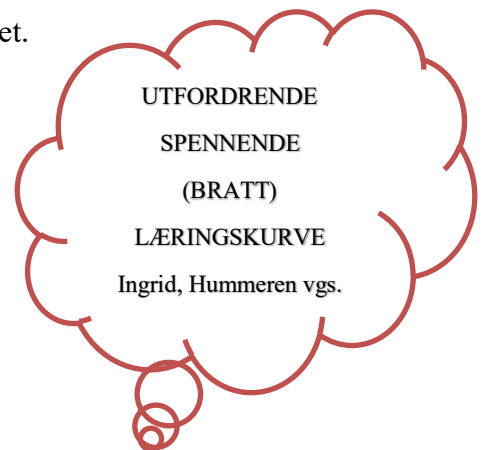 et.
UTFORDRENDE
SPENNENDE
(BRATT)
LÆRINGSKURVE
Ingrid, Hummeren vgs.